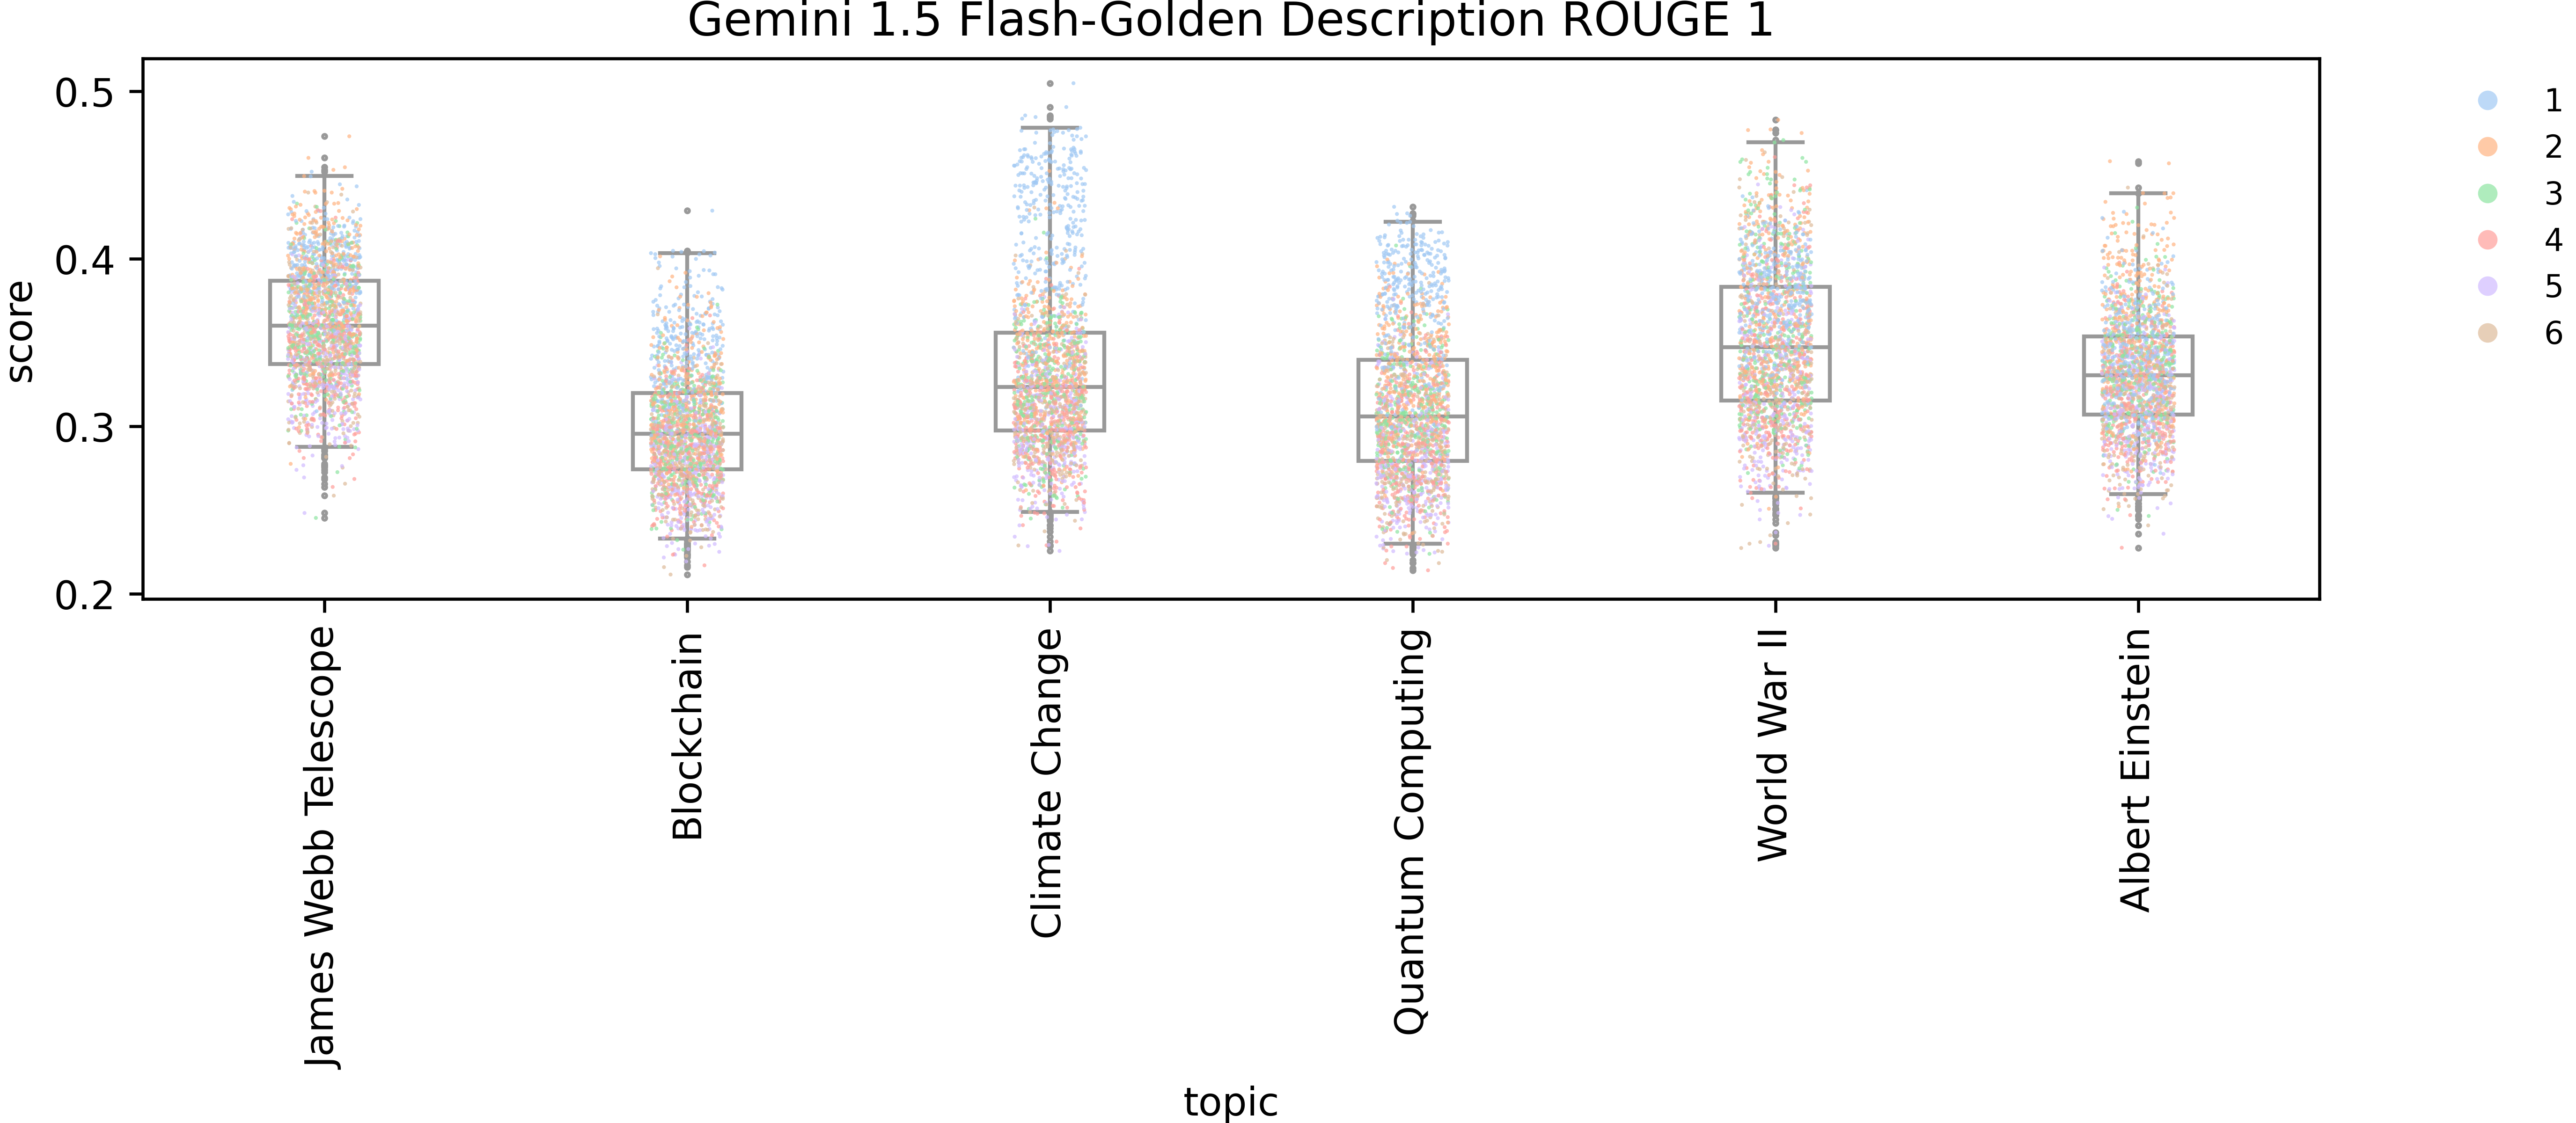 Gemini 1.5 Flash-Golden Description ROUGE 1
score
0.5
0.4
0.3
0.2
James Webb Telescope
Blockchain
Climate Change
Quantum Computing
World War II
Albert Einstein
topic
1
2
3
4
5
6